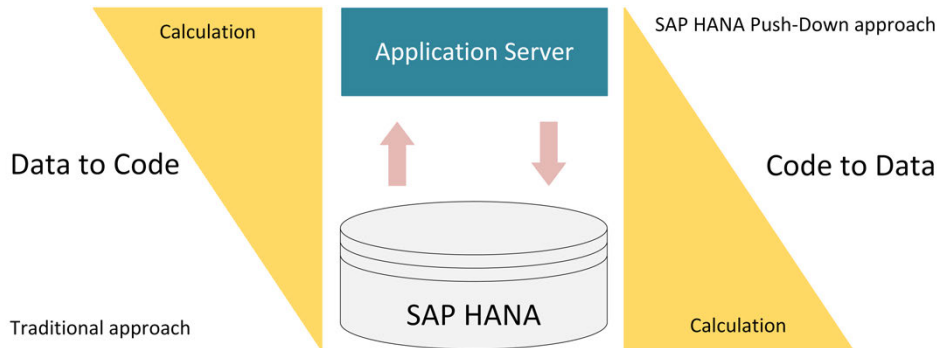 Calculation
Application Server
SAP HANA Push-Down approach
Data to Code
Code to Data
Traditional approach
SAP HANA
Calculation